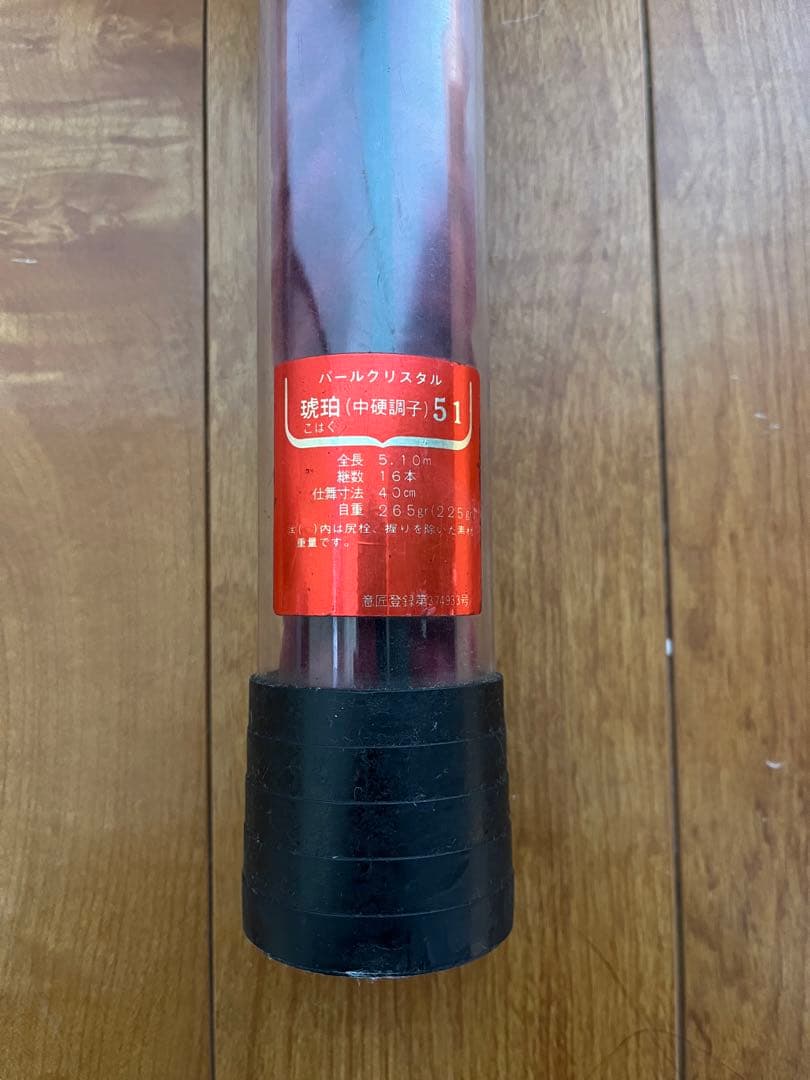 パールクリスタル
琥珀(中硬調子)51
こはく
全長 5.10m
継数 16本
仕舞寸法 40cm
自重 265gr(225gr)
注( )内は尻栓、握りを除いた素材
重量です。
意匠登録第374933号